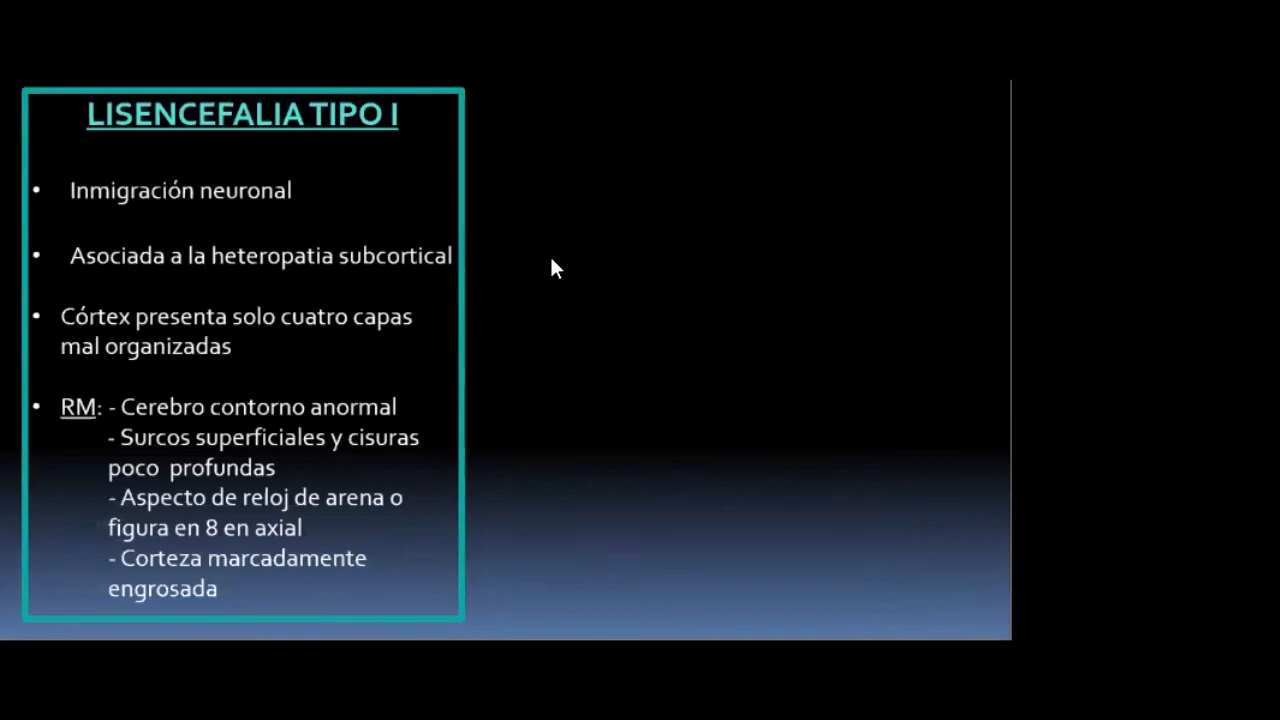 LISENCEFALIA TIPO I
• Inmigración neuronal
• Asociada a la heteropatia subcortical
• Córtex presenta solo cuatro capas
mal organizadas
• RM: - Cerebro contorno anormal
- Surcos superficiales y cisuras
poco profundas
- Aspecto de reloj de arena o
figura en 8 en axial
- Corteza marcadamente
engrosada